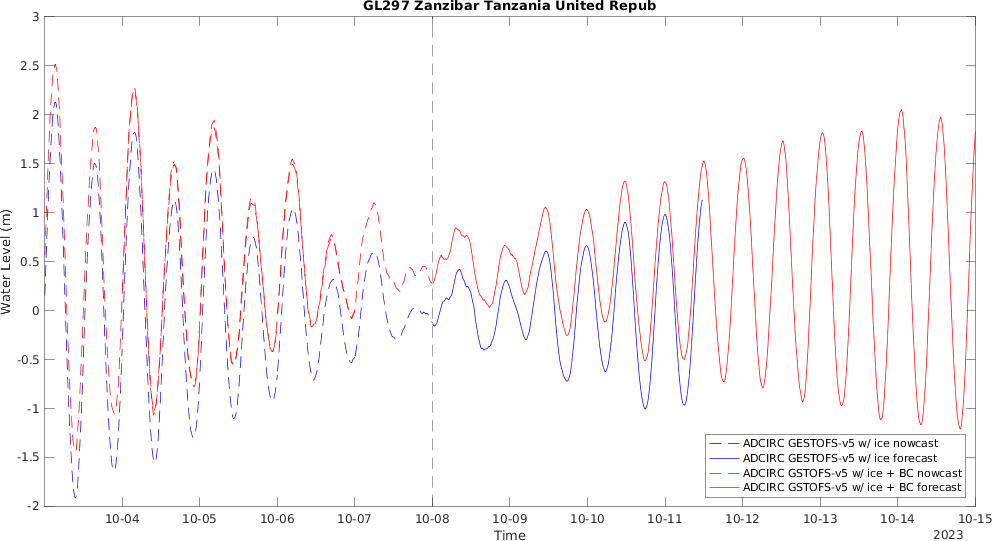 GL297 Zanzibar Tanzania United Repub
3
2.5
2
1.5
1
0.5
0
-0.5
-1
-1.5
-2
Water Level (m)
ADCIRC GESTOFS-v5 w/ ice nowcast
ADCIRC GESTOFS-v5 w/ ice forecast
ADCIRC GSTOFS-v5 w/ ice + BC nowcast
ADCIRC GSTOFS-v5 w/ ice + BC forecast
10-04 10-05 10-06 10-07 10-08 10-09 10-10 10-11 10-12 10-13 10-14 10-15
Time
2023